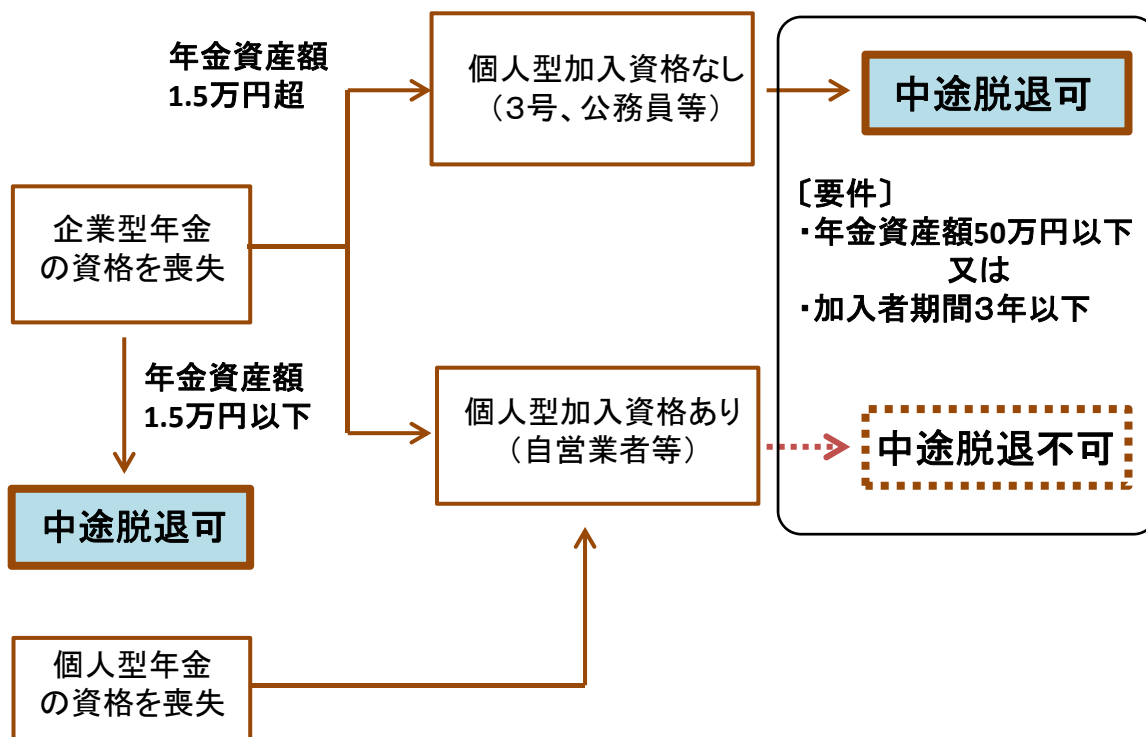 年金資産額
1.5万円超
個人型加入資格なし
（3号、公務員等）
中途脱退可
〔要件〕
・年金資産額50万円以下
又は
・加入者期間3年以下
企業型年金
の資格を喪失
年金資産額
1.5万円以下
個人型加入資格あり
（自営業者等）
中途脱退不可
中途脱退可
個人型年金
の資格を喪失